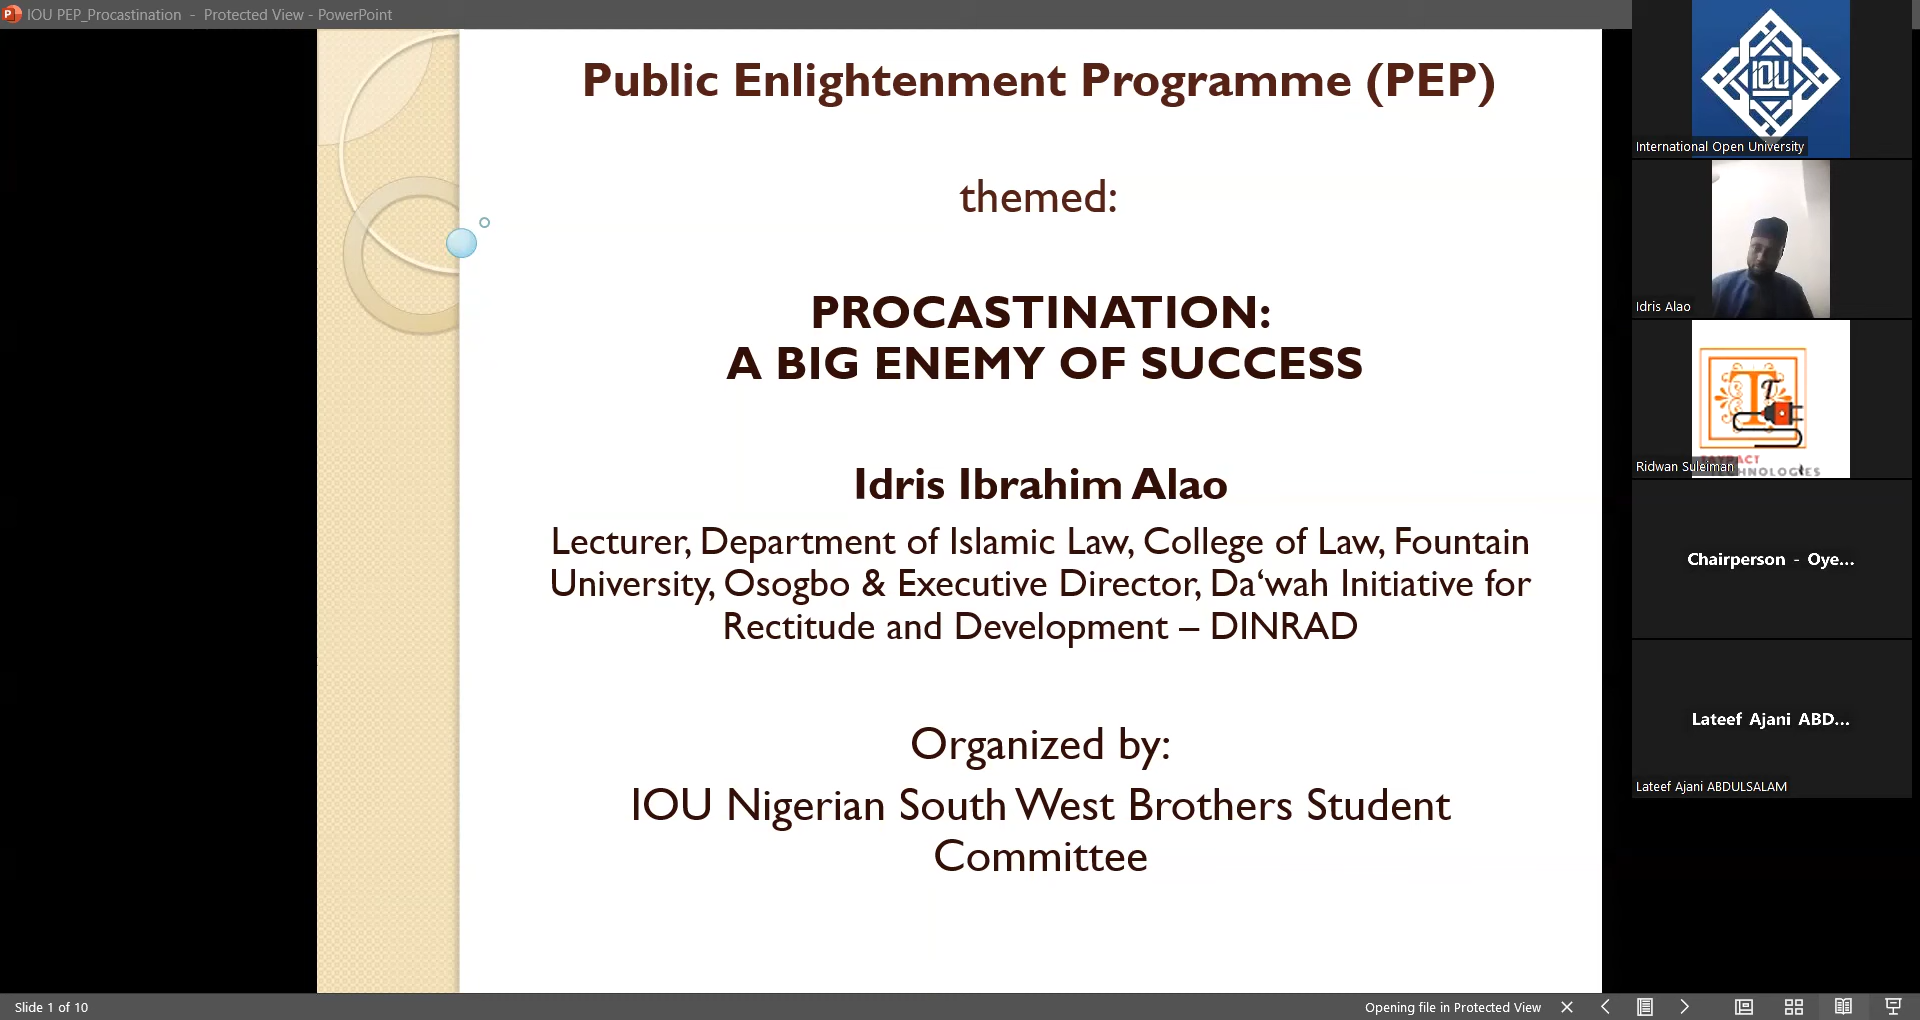 IOU PEP_Procastination - Protected View - PowerPoint
Public Enlightenment Programme (PEP)
themed:
PROCASTINATION:
A BIG ENEMY OF SUCCESS
Idris Ibrahim Alao
Lecturer, Department of Islamic Law, College of Law, Fountain
University, Osogbo & Executive Director, Da‘wah Initiative for
Rectitude and Development – DINRAD
Organized by:
IOU Nigerian South West Brothers Student
Committee
IOU
International Open University
Idris Alao
T
T
Ridwan Suleiman
Chairperson - Oye...
Lateef Ajani ABD...
Lateef Ajani ABDULSALAM
Slide 1 of 10
Opening file in Protected View